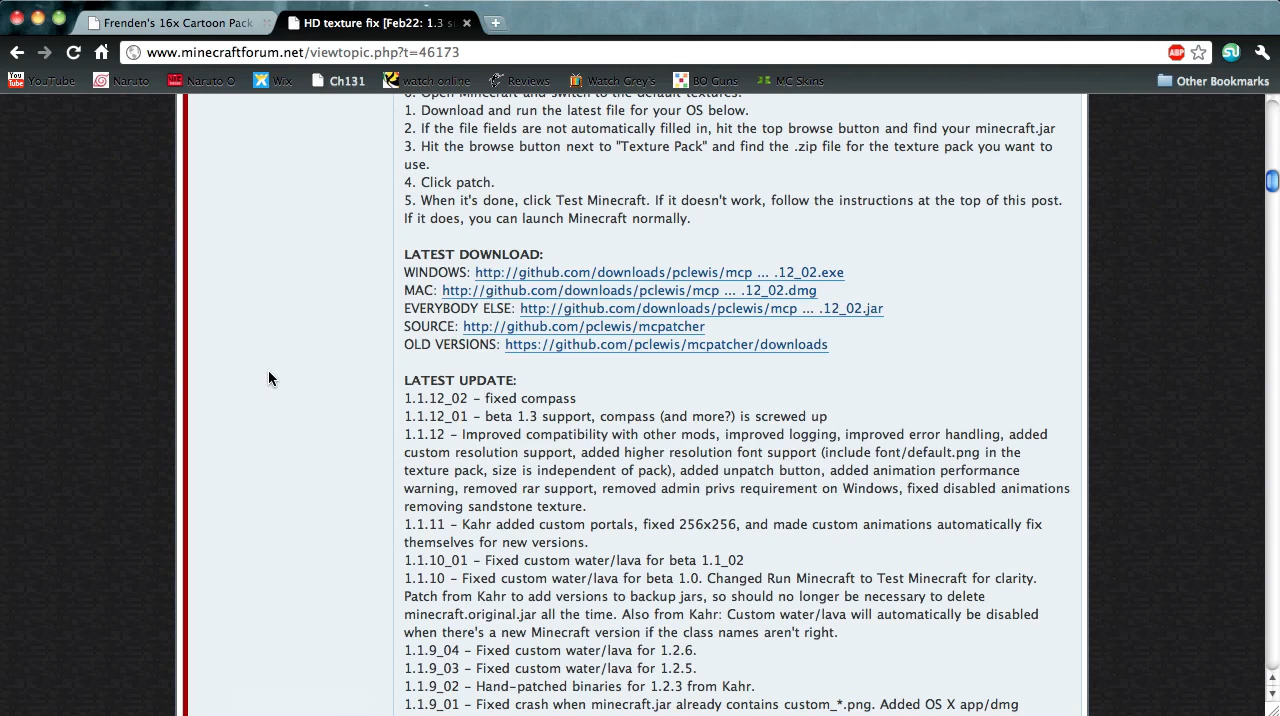 Frenden's 16x Cartoon Pack
HD texture fix [Feb22: 1.3 s
www.minecraftforum.net/viewtopic.php?t=46173
ABP
You Tube YouTube Naruto Naruto O Wix Ch131 watch online Reviews Watch Grey's BO Guns MC Skins Other Bookmarks
0. Open Minecraft and switch to the default textures.
1. Download and run the latest file for your OS below.
2. If the file fields are not automatically filled in, hit the top browse button and find your minecraft.jar
3. Hit the browse button next to "Texture Pack" and find the .zip file for the texture pack you want to
use.
4. Click patch.
5. When it's done, click Test Minecraft. If it doesn't work, follow the instructions at the top of this post.
If it does, you can launch Minecraft normally.
LATEST DOWNLOAD:
WINDOWS: http://github.com/downloads/pclewis/mcp ... .12_02.exe
MAC: http://github.com/downloads/pclewis/mcp ... .12_02.dmg
EVERYBODY ELSE: http://github.com/downloads/pclewis/mcp ... .12_02.jar
SOURCE: http://github.com/pclewis/mcpatcher
OLD VERSIONS: https://github.com/pclewis/mcpatcher/downloads
LATEST UPDATE:
1.1.12_02 – fixed compass
1.1.12_01 – beta 1.3 support, compass (and more?) is screwed up
1.1.12 – Improved compatibility with other mods, improved logging, improved error handling, added
custom resolution support, added higher resolution font support (include font/default.png in the
texture pack, size is independent of pack), added unpatch button, added animation performance
warning, removed rar support, removed admin privs requirement on Windows, fixed disabled animations
removing sandstone texture.
1.1.11 – Kahr added custom portals, fixed 256x256, and made custom animations automatically fix
themselves for new versions.
1.1.10_01 – Fixed custom water/lava for beta 1.1_02
1.1.10 – Fixed custom water/lava for beta 1.0. Changed Run Minecraft to Test Minecraft for clarity.
Patch from Kahr to add versions to backup jars, so should no longer be necessary to delete
minecraft.original.jar all the time. Also from Kahr: Custom water/lava will automatically be disabled
when there's a new Minecraft version if the class names aren't right.
1.1.9_04 – Fixed custom water/lava for 1.2.6.
1.1.9_03 – Fixed custom water/lava for 1.2.5.
1.1.9_02 – Hand-patched binaries for 1.2.3 from Kahr.
1.1.9_01 – Fixed crash when minecraft.jar already contains custom_*.png. Added OS X app/dmg